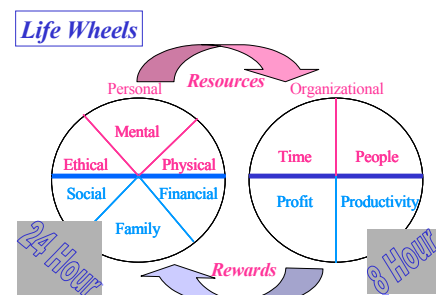 Life Wheels
Personal
Resources
Organizational
Mental
Ethical
Physical
Time
People
Social
Financial
Profit
Productivity
Family
24 Hour
Rewards
8 Hour